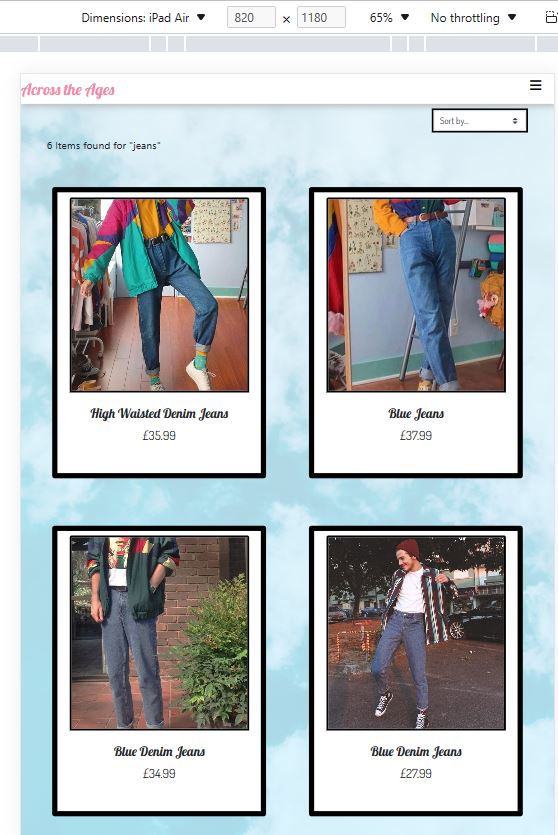 Dimensions: iPad Air 820 x 1180 65% No throttling
Across the Ages
Sort by...
6 Items found for "jeans"
High Waisted Denim Jeans
£35.99
Blue Jeans
£37.99
Blue Denim Jeans
£34.99
Blue Denim Jeans
£27.99